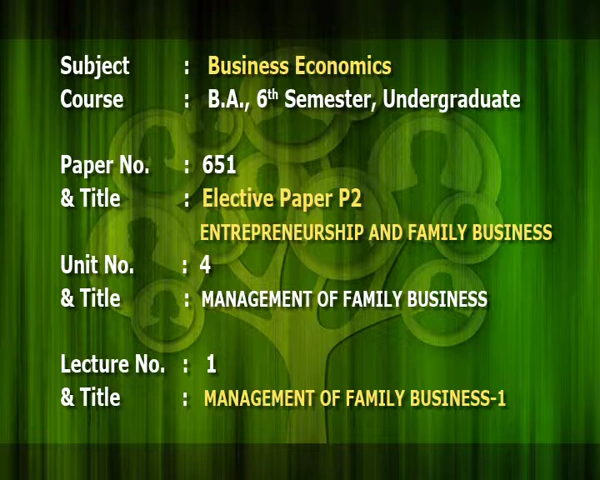 Subject : Business Economics
Course : B.A., 6th Semester, Undergraduate
Paper No. : 651
& Title : Elective Paper P2
ENTREPRENEURSHIP AND FAMILY BUSINESS
Unit No. : 4
& Title : MANAGEMENT OF FAMILY BUSINESS
Lecture No. : 1
& Title : MANAGEMENT OF FAMILY BUSINESS-1